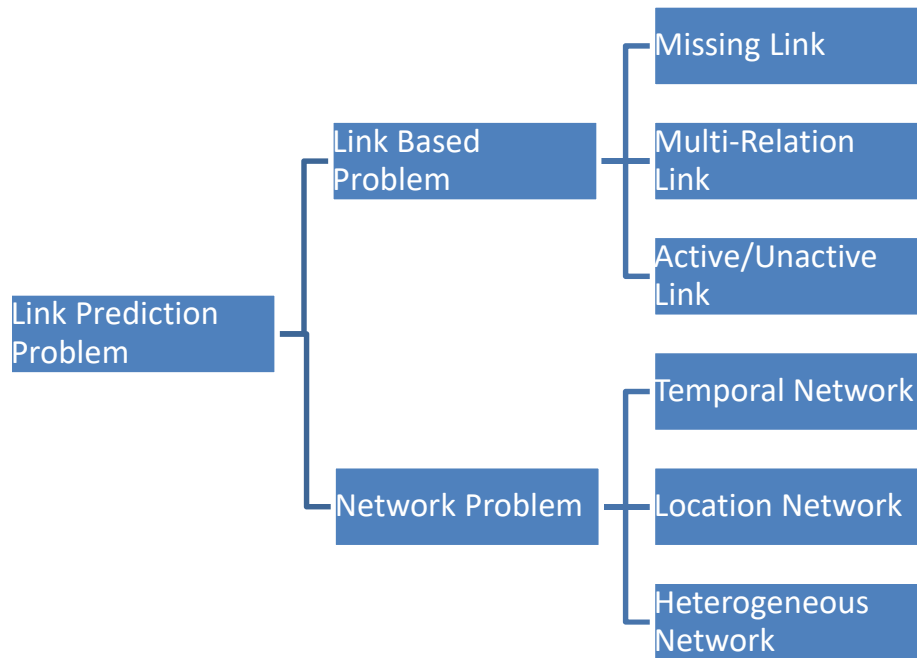 Link Prediction
Problem
Link Based
Problem
Missing Link
Multi-Relation
Link
Active/Unactive
Link
Network Problem
Temporal Network
Location Network
Heterogeneous
Network